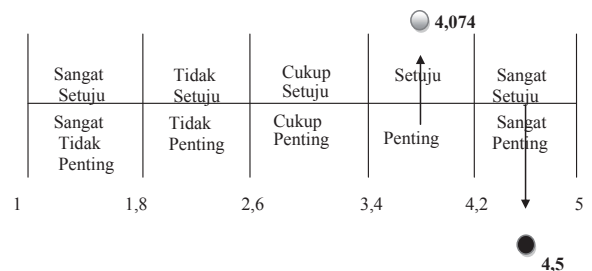 4,074
Sangat Setuju
Tidak Setuju
Cukup Setuju
Setuju
Sangat Setuju
Sangat Tidak Penting
Tidak Penting
Cukup Penting
Penting
Sangat Penting
1 1,8 2,6 3,4 4,2 5
4,5